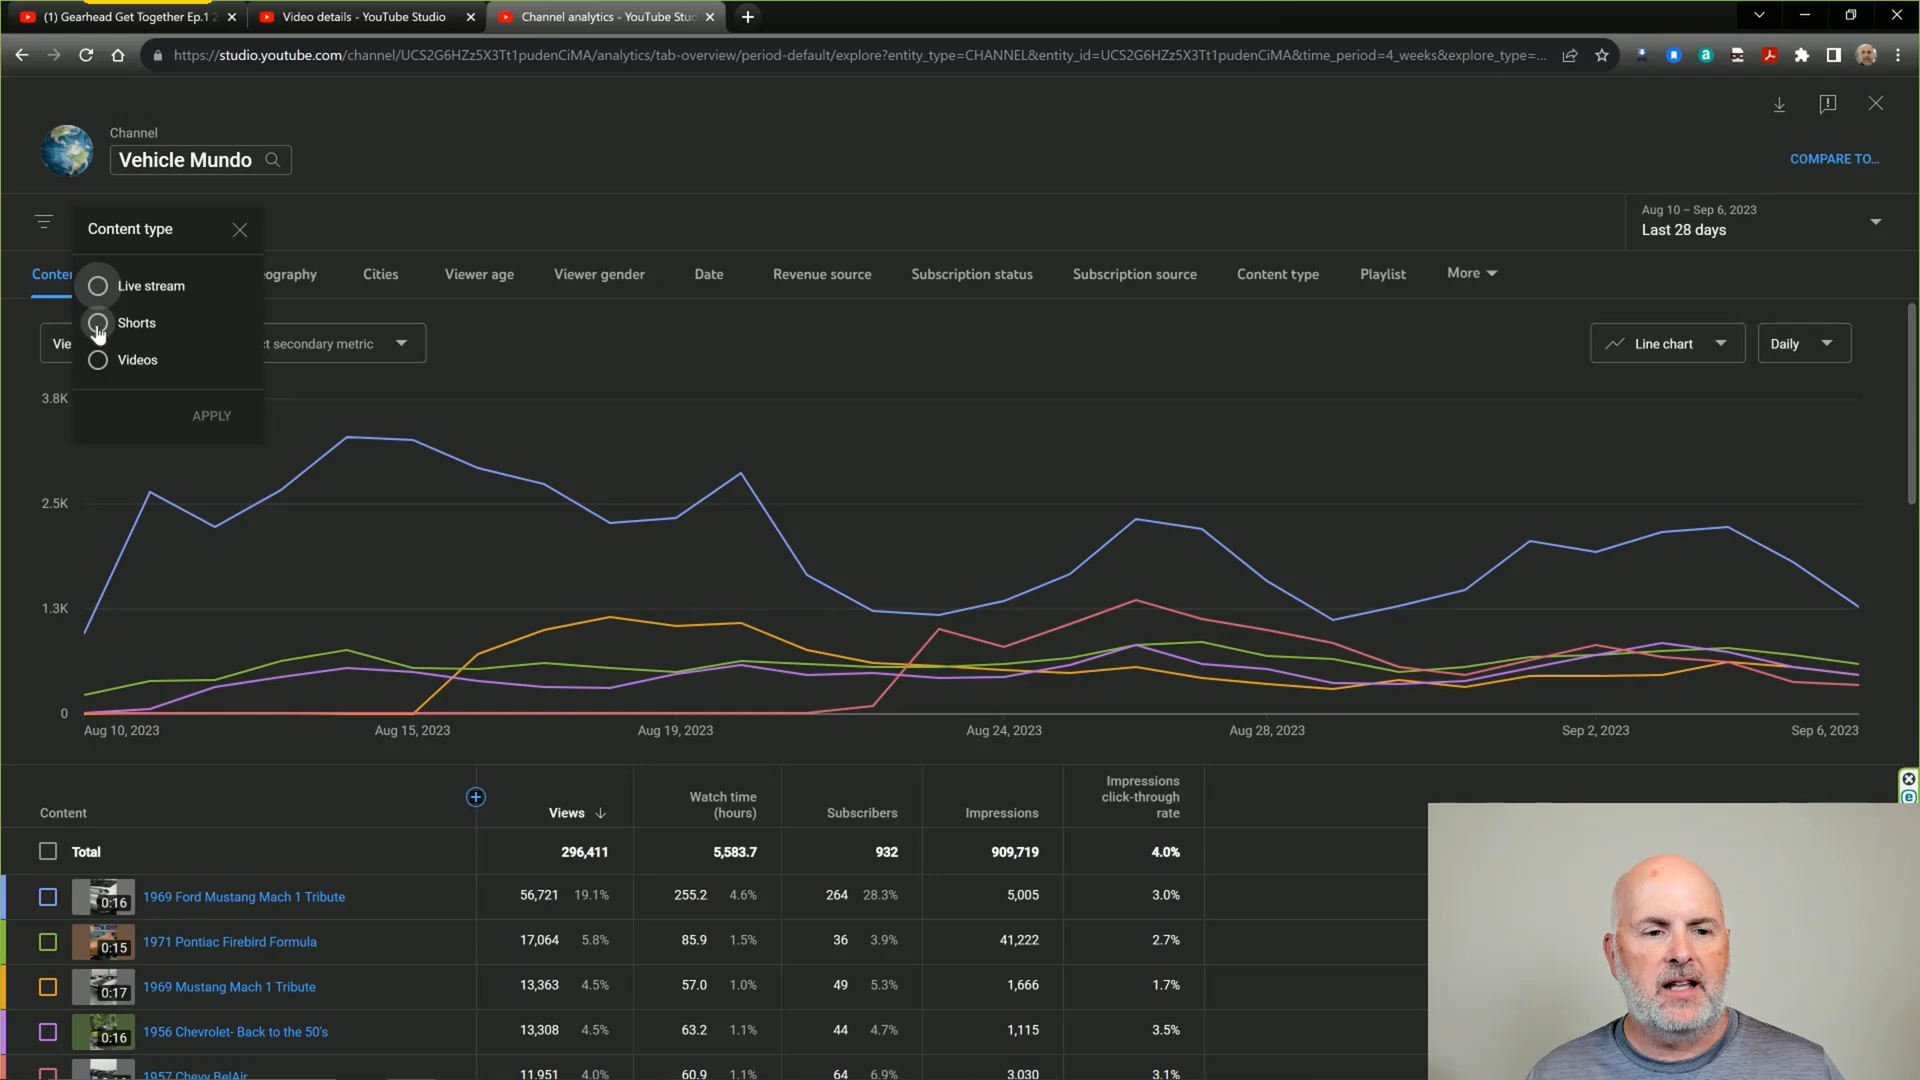 (1) Gearhead Get Together Ep.1 2
Video details - YouTube Studio
Channel analytics - YouTube Stud
https://studio.youtube.com/channel/UCS2G6HZz5X3Tt1pudenCiMA/analytics/tab-overview/period-default/explore?entity_type=CHANNEL&entity_id=UCS2G6HZz5X3Tt1pudenCiMA&time_period=4_weeks&explore_type=...
Channel
Vehicle Mundo
COMPARE TO...
Aug 10 – Sep 6, 2023
Last 28 days
Content type
Live stream
Shorts
Videos
APPLY
Conten eography Cities Viewer age Viewer gender Date Revenue source Subscription status Subscription source Content type Playlist More
Vie t secondary metric Line chart Daily
3.8K
2.5K
1.3K
0
Aug 10, 2023 Aug 15, 2023 Aug 19, 2023 Aug 24, 2023 Aug 28, 2023 Sep 2, 2023 Sep 6, 2023
Content Views Watch time (hours) Subscribers Impressions Impressions click-through rate
Total 296,411 5,583.7 932 909,719 4.0%
0:16 1969 Ford Mustang Mach 1 Tribute 56,721 19.1% 255.2 4.6% 264 28.3% 5,005 3.0%
0:15 1971 Pontiac Firebird Formula 17,064 5.8% 85.9 1.5% 36 3.9% 41,222 2.7%
0:17 1969 Mustang Mach 1 Tribute 13,363 4.5% 57.0 1.0% 49 5.3% 1,666 1.7%
0:16 1956 Chevrolet- Back to the 50's 13,308 4.5% 63.2 1.1% 44 4.7% 1,115 3.5%
1957 Chevy BelAir 11,951 4.0% 60.9 1.1% 64 6.9% 3,030 3.1%